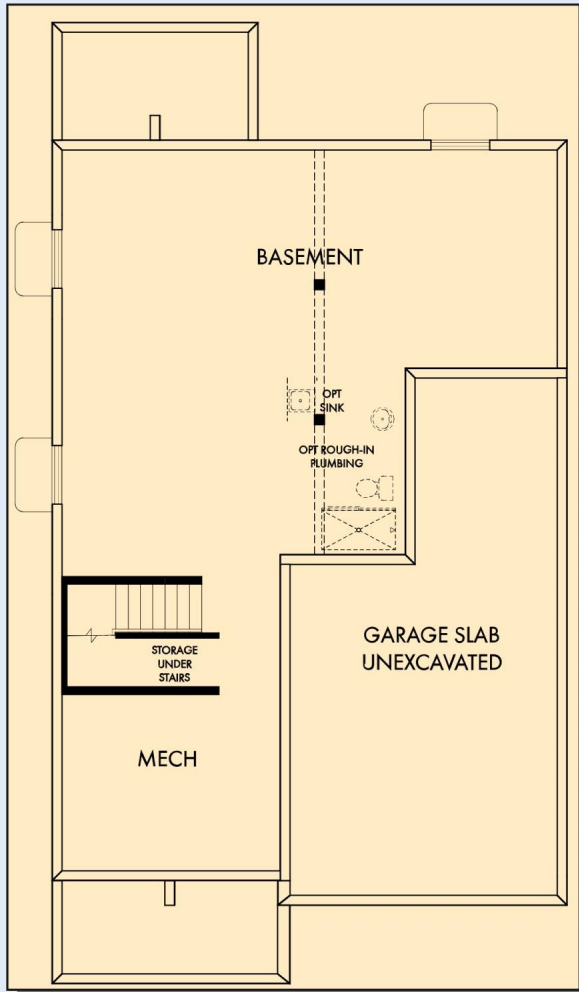 BASEMENT
OPT
SINK
OPT ROUGH-IN
PLUMBING
STORAGE
UNDER
STAIRS
GARAGE SLAB
UNEXCAVATED
MECH